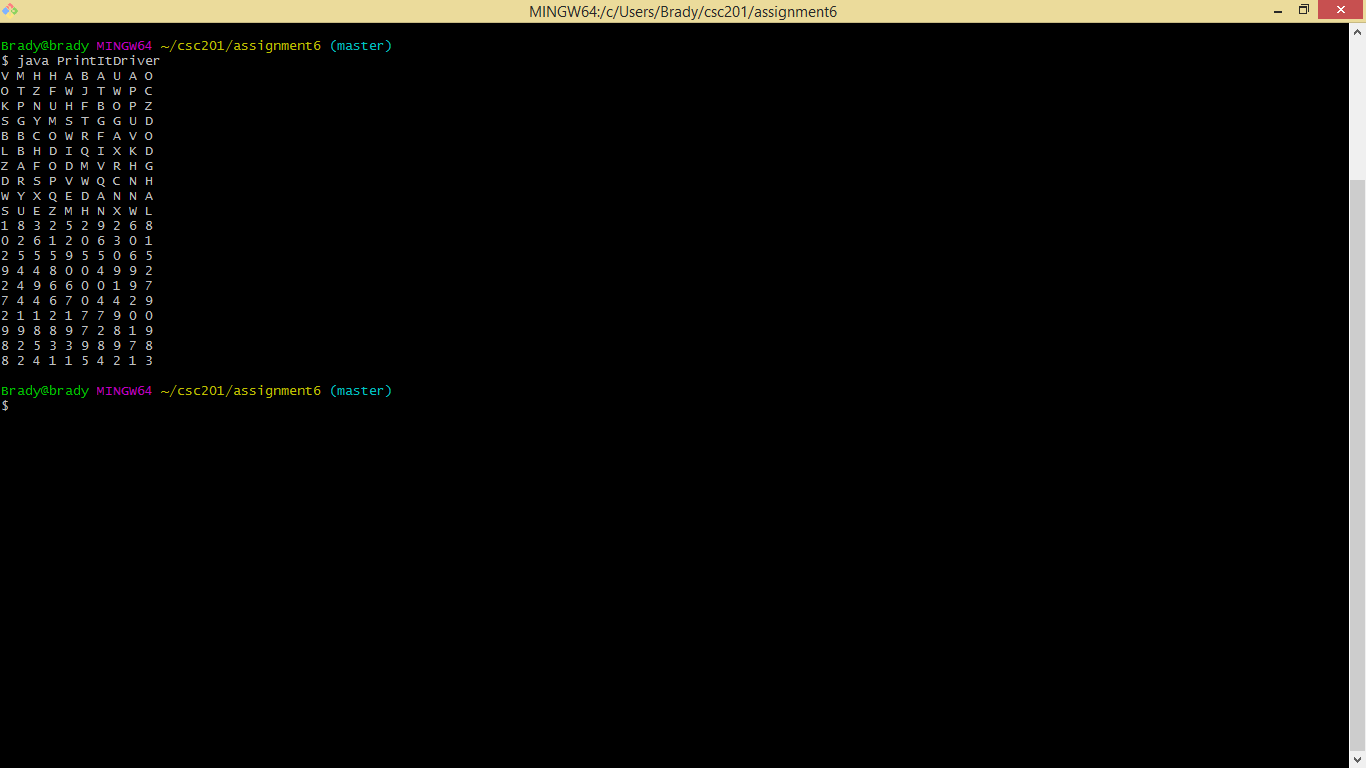 MINGW64:/c/Users/Brady/csc201/assignment6
Brady@brady MINGW64 ~/csc201/assignment6 (master)
$ java PrintItDriver
V M H H A B A U A O
O T Z F W J T W P C
K P N U H F B O P Z
S G Y M S T G G U D
B B C O W R F A V O
L B H D I Q I X K D
Z A F O D M V R H G
D R S P V W Q C N H
W Y X Q E D A N N A
S U E Z M H N X W L
1 8 3 2 5 2 9 2 6 8
0 2 6 1 2 0 6 3 0 1
2 5 5 5 9 5 5 0 6 5
9 4 4 8 0 0 4 9 9 2
2 4 9 6 6 0 0 1 9 7
7 4 4 6 7 0 4 4 2 9
2 1 1 2 1 7 7 9 0 0
9 9 8 8 9 7 2 8 1 9
8 2 5 3 3 9 8 9 7 8
8 2 4 1 1 5 4 2 1 3
Brady@brady MINGW64 ~/csc201/assignment6 (master)
$